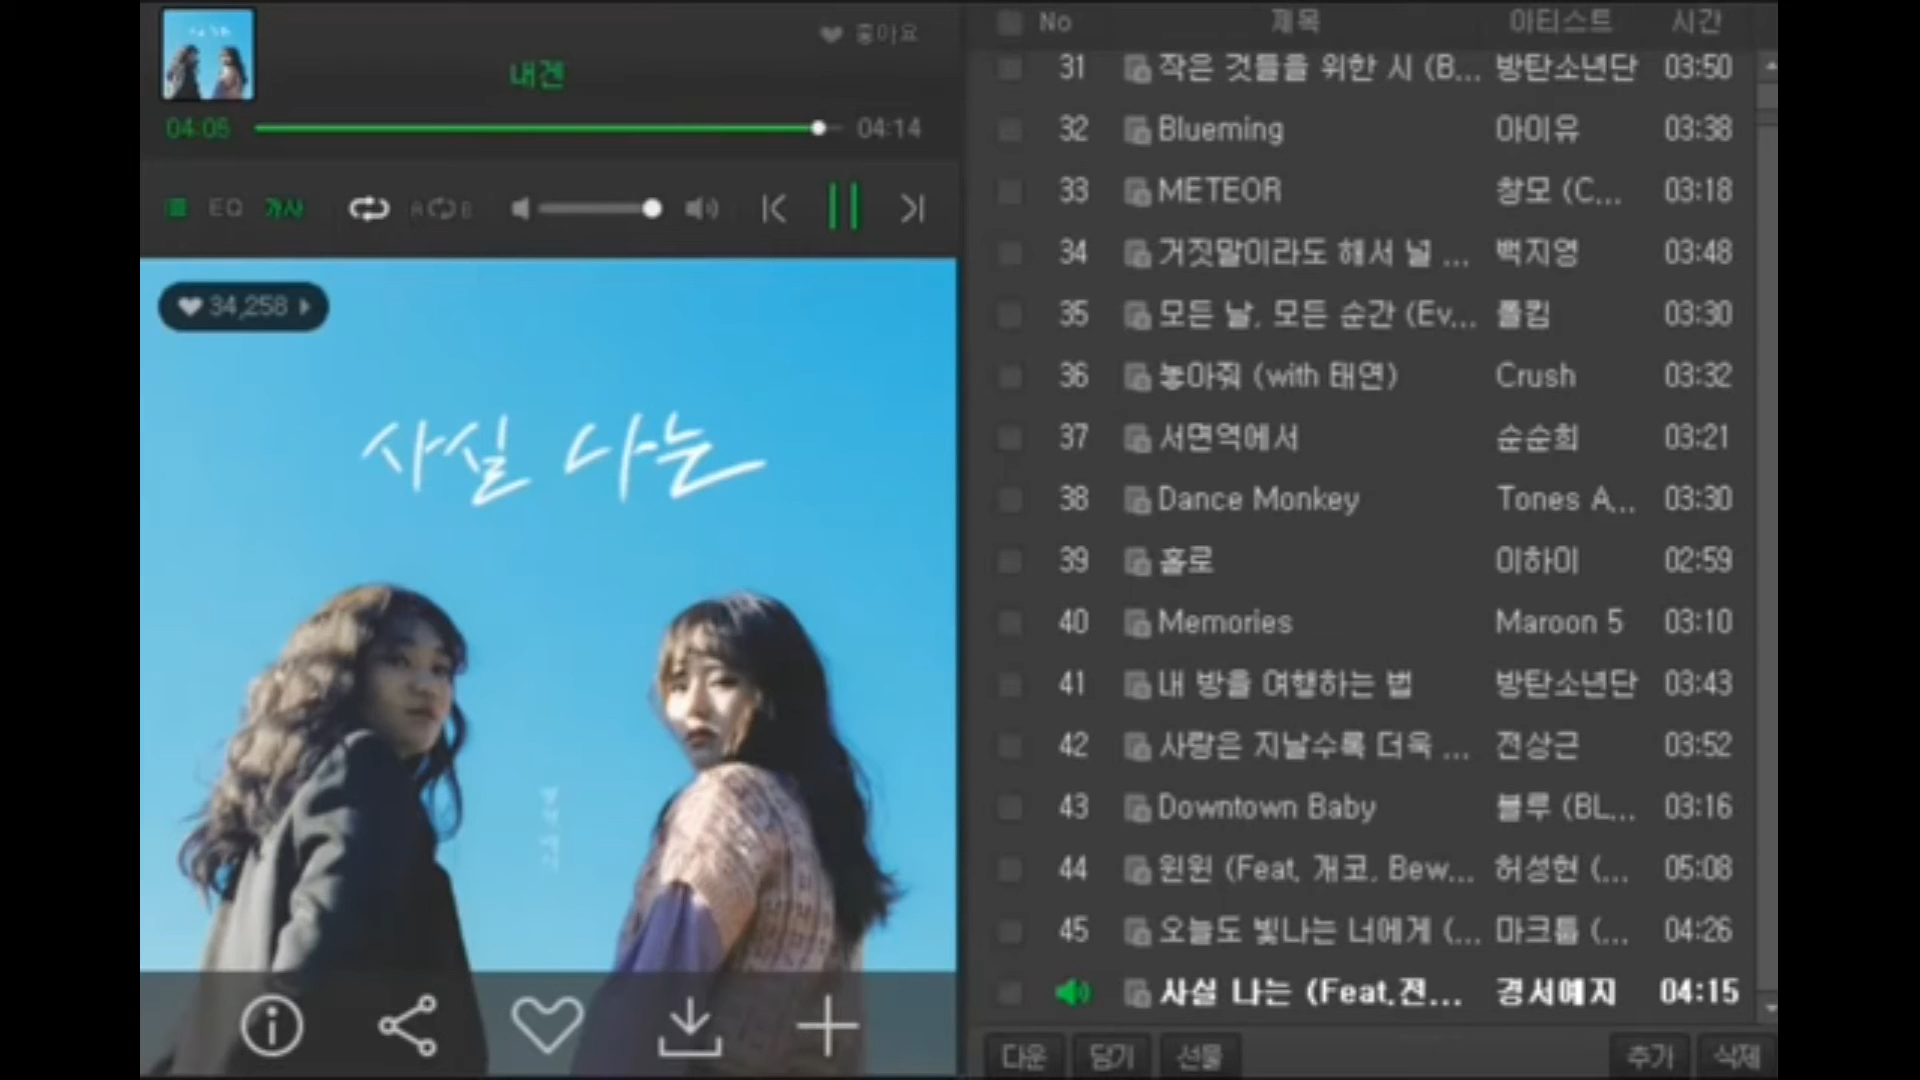 좋아요
내겐
04:05
04:14
EQ 가사
A B
34,258
사실 나는
No 제목 아티스트 시간
31 작은 것들을 위한 시 (B... 방탄소년단 03:50
32 Blueming 아이유 03:38
33 METEOR 창모 (C... 03:18
34 거짓말이라도 해서 널 ... 백지영 03:48
35 모든 날, 모든 순간 (Ev... 폴킴 03:30
36 놓아줘 (with 태연) Crush 03:32
37 서면역에서 순순희 03:21
38 Dance Monkey Tones A... 03:30
39 홀로 이하이 02:59
40 Memories Maroon 5 03:10
41 내 방을 여행하는 법 방탄소년단 03:43
42 사랑은 지날수록 더욱 ... 전상근 03:52
43 Downtown Baby 블루 (BL... 03:16
44 윈윈 (Feat. 개코, Bew... 허성현 (... 05:08
45 오늘도 빛나는 너에게 (... 마크툽 (... 04:26
사실 나는 (Feat.전... 경서예지 04:15
다운 담기 선물 추가 삭제